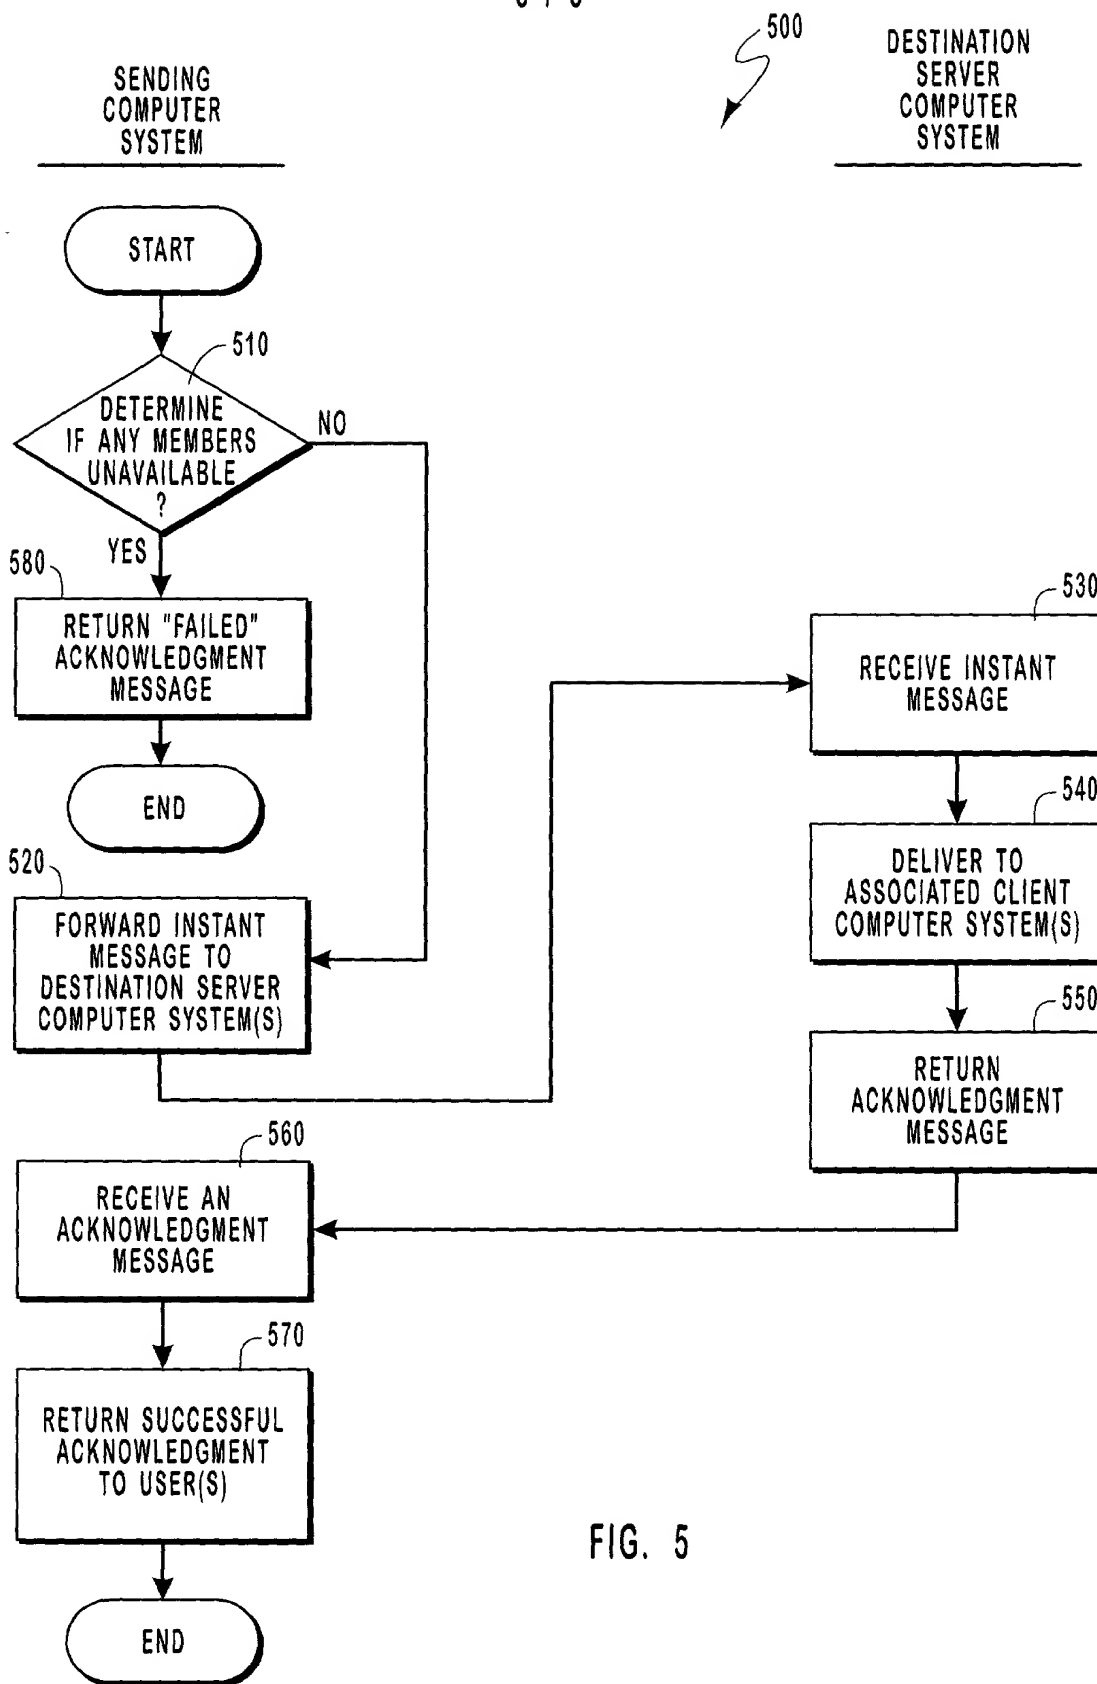 500
SENDING
COMPUTER
SYSTEM
DESTINATION
SERVER
COMPUTER
SYSTEM
START
510
DETERMINE
IF ANY MEMBERS
UNAVAILABLE
?
NO
YES
580
RETURN "FAILED"
ACKNOWLEDGMENT
MESSAGE
END
520
FORWARD INSTANT
MESSAGE TO
DESTINATION SERVER
COMPUTER SYSTEM(S)
530
RECEIVE INSTANT
MESSAGE
540
DELIVER TO
ASSOCIATED CLIENT
COMPUTER SYSTEM(S)
550
RETURN
ACKNOWLEDGMENT
MESSAGE
560
RECEIVE AN
ACKNOWLEDGMENT
MESSAGE
570
RETURN SUCCESSFUL
ACKNOWLEDGMENT
TO USER(S)
END
FIG. 5